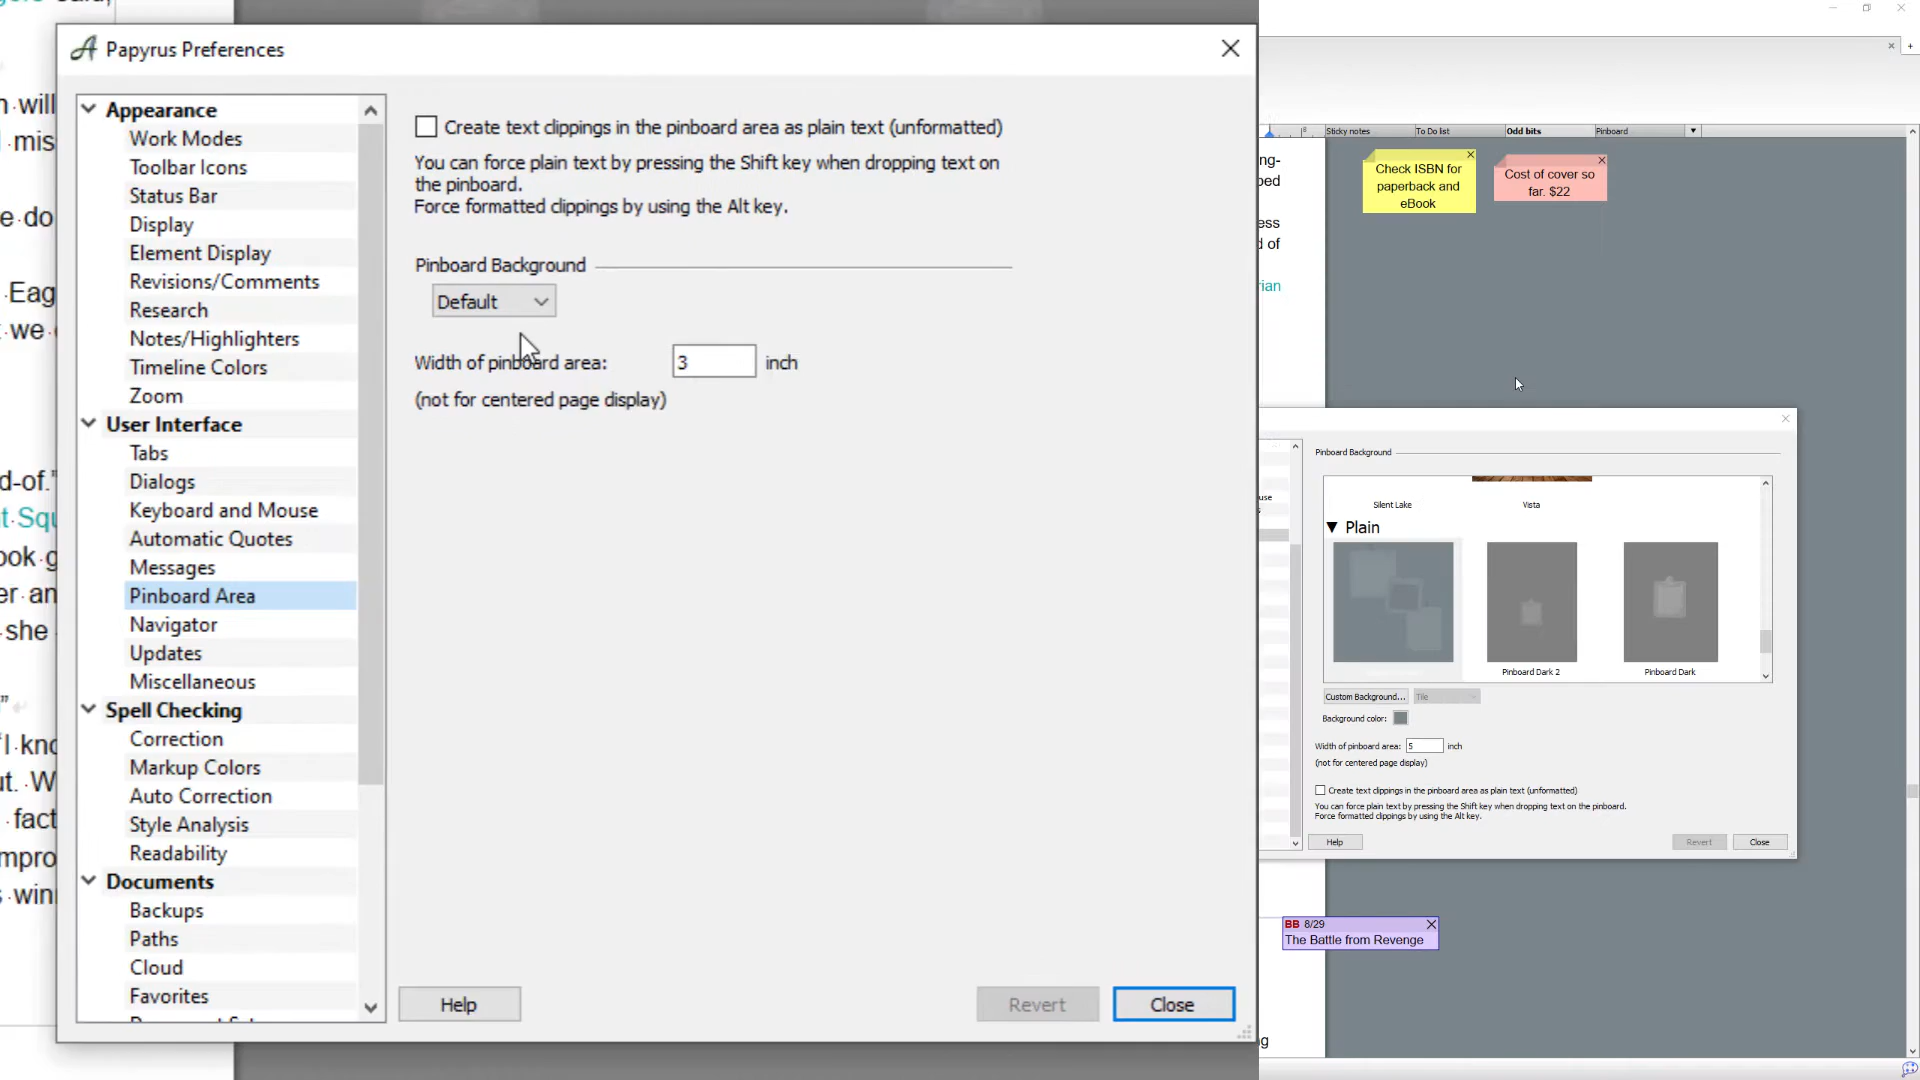 Papyrus Preferences
Appearance
Work Modes
Toolbar Icons
Status Bar
Display
Element Display
Revisions/Comments
Research
Notes/Highlighters
Timeline Colors
Zoom
User Interface
Tabs
Dialogs
Keyboard and Mouse
Automatic Quotes
Messages
Pinboard Area
Navigator
Updates
Miscellaneous
Spell Checking
Correction
Markup Colors
Auto Correction
Style Analysis
Readability
Documents
Backups
Paths
Cloud
Favorites
Create text clippings in the pinboard area as plain text (unformatted)
You can force plain text by pressing the Shift key when dropping text on
the pinboard.
Force formatted clippings by using the Alt key.
Pinboard Background
Default
Width of pinboard area: 3 inch
(not for centered page display)
Help Revert Close
Sticky notes To Do list Odd bits Pinboard
Check ISBN for
paperback and
eBook
Cost of cover so
far. $22
Pinboard Background
Silent Lake Vista
Plain
Pinboard Dark 2 Pinboard Dark
Custom Background... Tile
Background color:
Width of pinboard area: 5 inch
(not for centered page display)
Create text clippings in the pinboard area as plain text (unformatted)
You can force plain text by pressing the Shift key when dropping text on the pinboard.
Force formatted clippings by using the Alt key.
Help Revert Close
BB 8/29
The Battle from Revenge